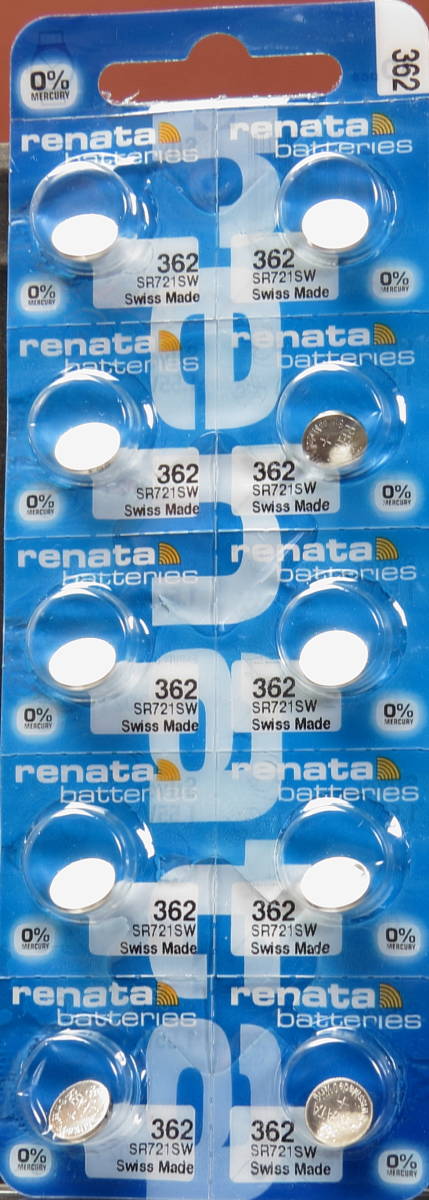 362
0%
MERCURY
renata
batteries
362
SR721SW
Swiss Made
0%
MERCURY
renata
batteries
362
SR721SW
Swiss Made
0%
MERCURY
renata
batteries
362
SR721SW
Swiss Made
0%
MERCURY
renata
batteries
362
SR721SW
Swiss Made
0%
MERCURY
renata
batteries
362
SR721SW
Swiss Made
0%
MERCURY
renata
batteries
362
SR721SW
Swiss Made
0%
MERCURY
renata
batteries
362
SR721SW
Swiss Made
0%
MERCURY
renata
batteries
362
SR721SW
Swiss Made
0%
MERCURY
renata
batteries
362
SR721SW
Swiss Made
0%
MERCURY
renata
batteries
362
SR721SW
Swiss Made
0%
MERCURY
renata